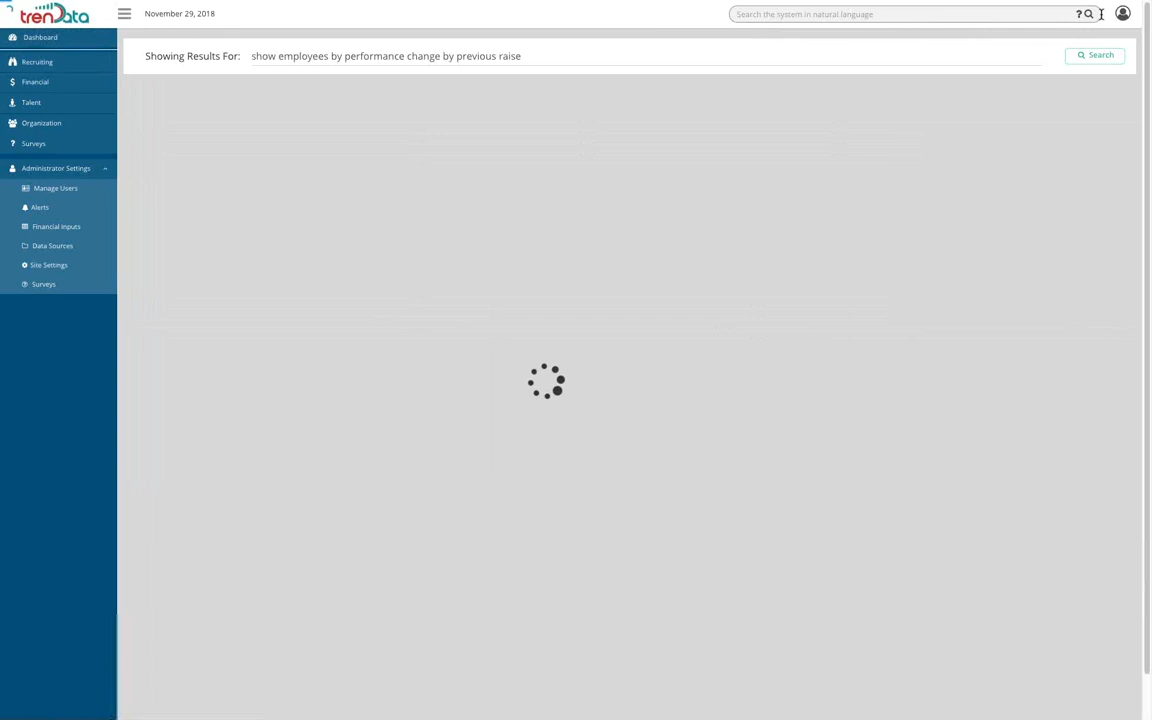 trenData
November 29, 2018
Search the system in natural language
?
Dashboard
Showing Results For: show employees by performance change by previous raise
Search
Recruiting
Financial
Talent
Organization
Surveys
Administrator Settings
Manage Users
Alerts
Financial Inputs
Data Sources
Site Settings
Surveys